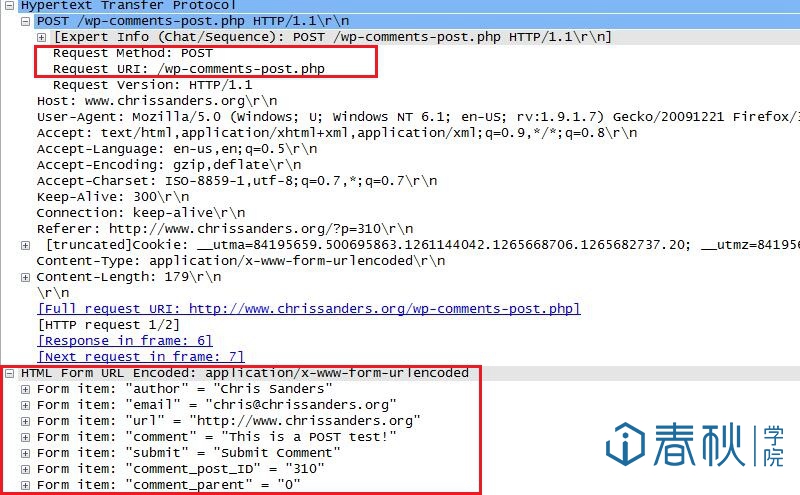 Hypertext Transfer Protocol
POST /wp-comments-post.php HTTP/1.1\r\n
[Expert Info (Chat/Sequence): POST /wp-comments-post.php HTTP/1.1\r\n]
Request Method: POST
Request URI: /wp-comments-post.php
Request Version: HTTP/1.1
Host: www.chrissanders.org\r\n
User-Agent: Mozilla/5.0 (Windows; U; Windows NT 6.1; en-US; rv:1.9.1.7) Gecko/20091221 Firefox/
Accept: text/html,application/xhtml+xml,application/xml;q=0.9,*/*;q=0.8\r\n
Accept-Language: en-us,en;q=0.5\r\n
Accept-Encoding: gzip,deflate\r\n
Accept-Charset: ISO-8859-1,utf-8;q=0.7,*;q=0.7\r\n
Keep-Alive: 300\r\n
Connection: keep-alive\r\n
Referer: http://www.chrissanders.org/?p=310\r\n
[truncated]Cookie: __utma=84195659.500695863.1261144042.1265668706.1265682737.20; __utmz=84195
Content-Type: application/x-www-form-urlencoded\r\n
Content-Length: 179\r\n
\r\n
[Full request URI: http://www.chrissanders.org/wp-comments-post.php]
[HTTP request 1/2]
[Response in frame: 6]
[Next request in frame: 7]
HTML Form URL Encoded: application/x-www-form-urlencoded
Form item: "author" = "Chris Sanders"
Form item: "email" = "chris@chrissanders.org"
Form item: "url" = "http://www.chrissanders.org"
Form item: "comment" = "This is a POST test!"
Form item: "submit" = "Submit Comment"
Form item: "comment_post_ID" = "310"
Form item: "comment_parent" = "0"
春秋学院